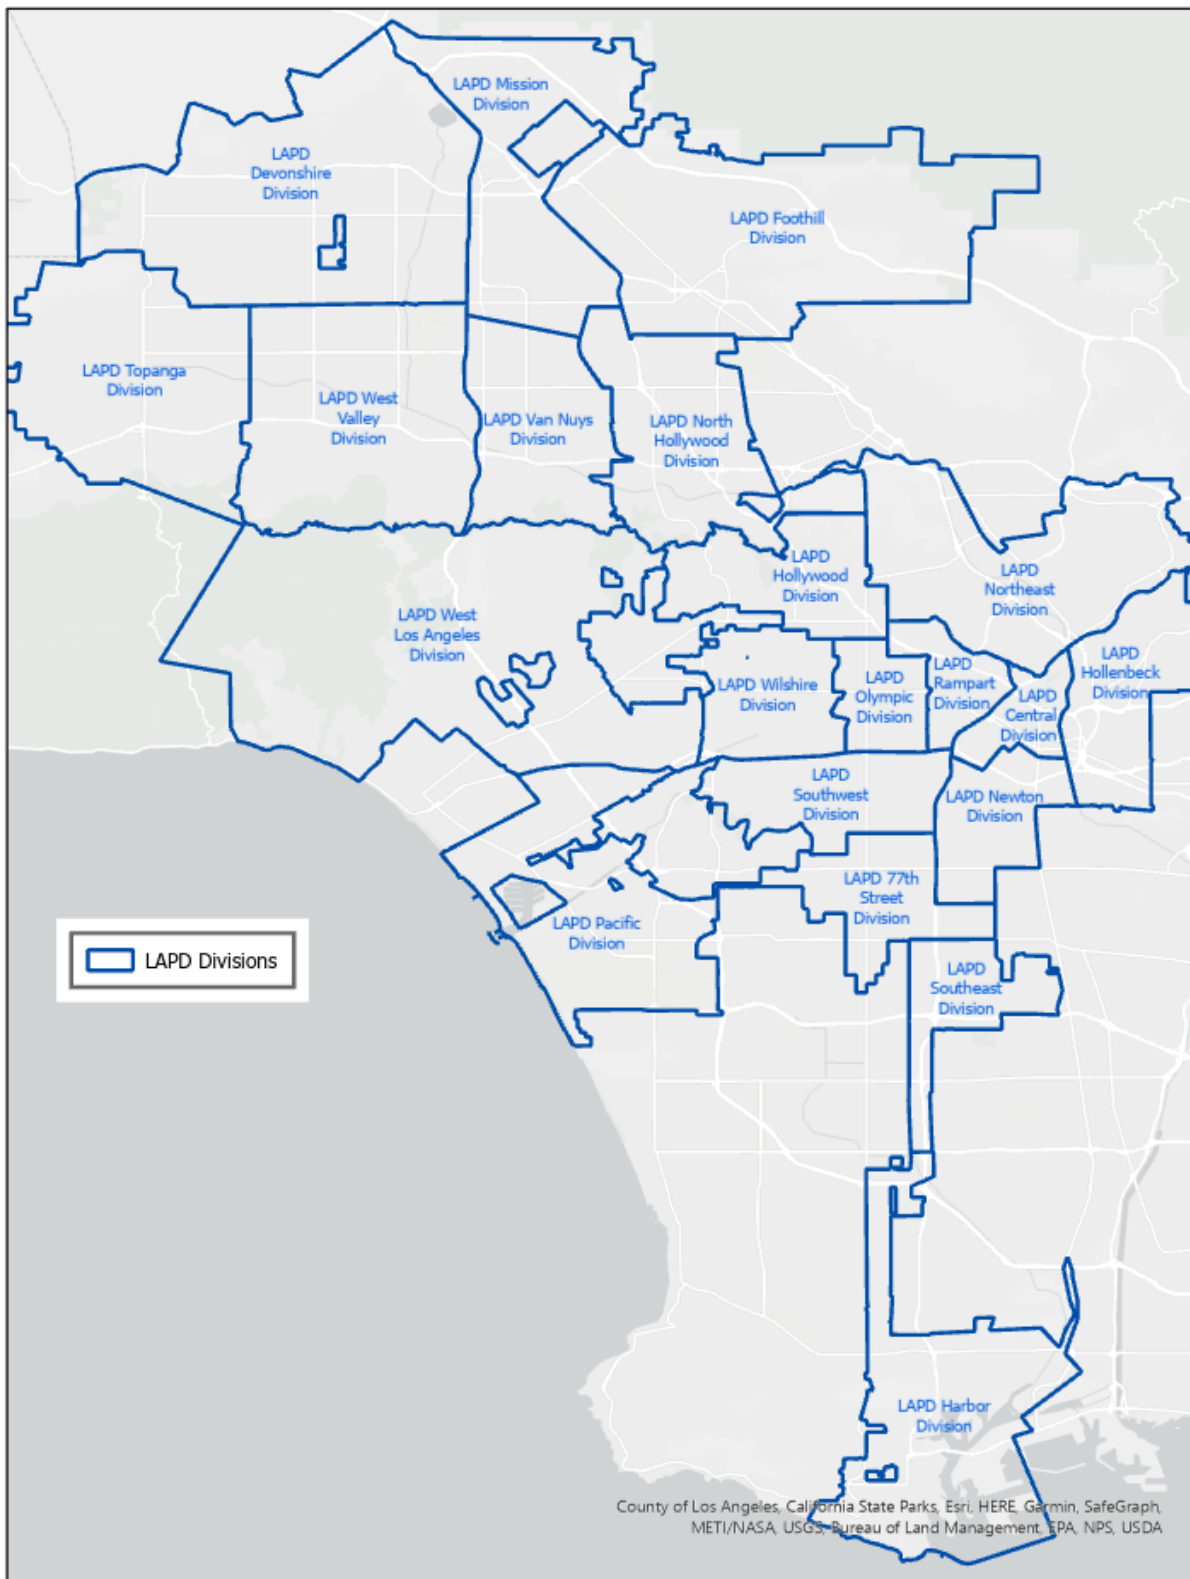 LAPD Mission
Division
LAPD
Devonshire
Division
LAPD Foothill
Division
LAPD Topanga
Division
LAPD West
Valley
Division
LAPD Van Nuys
Division
LAPD North
Hollywood
Division
LAPD
Hollywood
Division
LAPD
Northeast
Division
LAPD West
Los Angeles
Division
LAPD Wilshire
Division
LAPD
Olympic
Division
LAPD
Rampart
Division
LAPD
Central
Division
LAPD
Hollenbeck
Division
LAPD
Southwest
Division
LAPD Newton
Division
LAPD 77th
Street
Division
LAPD Pacific
Division
LAPD Divisions
LAPD
Southeast
Division
LAPD Harbor
Division
County of Los Angeles, California State Parks, Esri, HERE, Garmin, SafeGraph,
METI/NASA, USGS, Bureau of Land Management, EPA, NPS, USDA